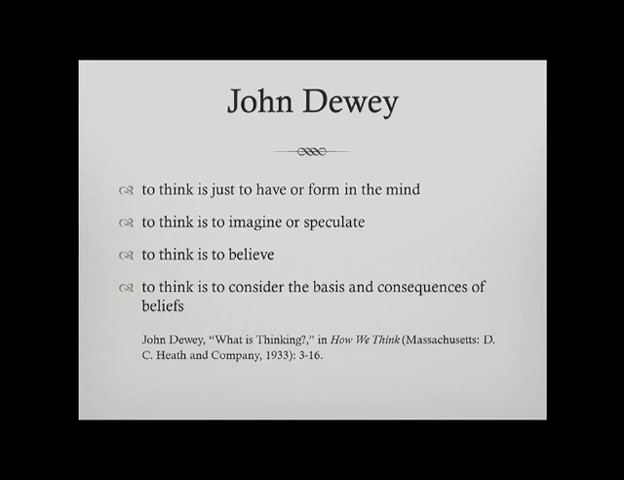 John Dewey
to think is just to have or form in the mind
to think is to imagine or speculate
to think is to believe
to think is to consider the basis and consequences of
beliefs
John Dewey, “What is Thinking?,” in How We Think (Massachusetts: D.
C. Heath and Company, 1933): 3-16.